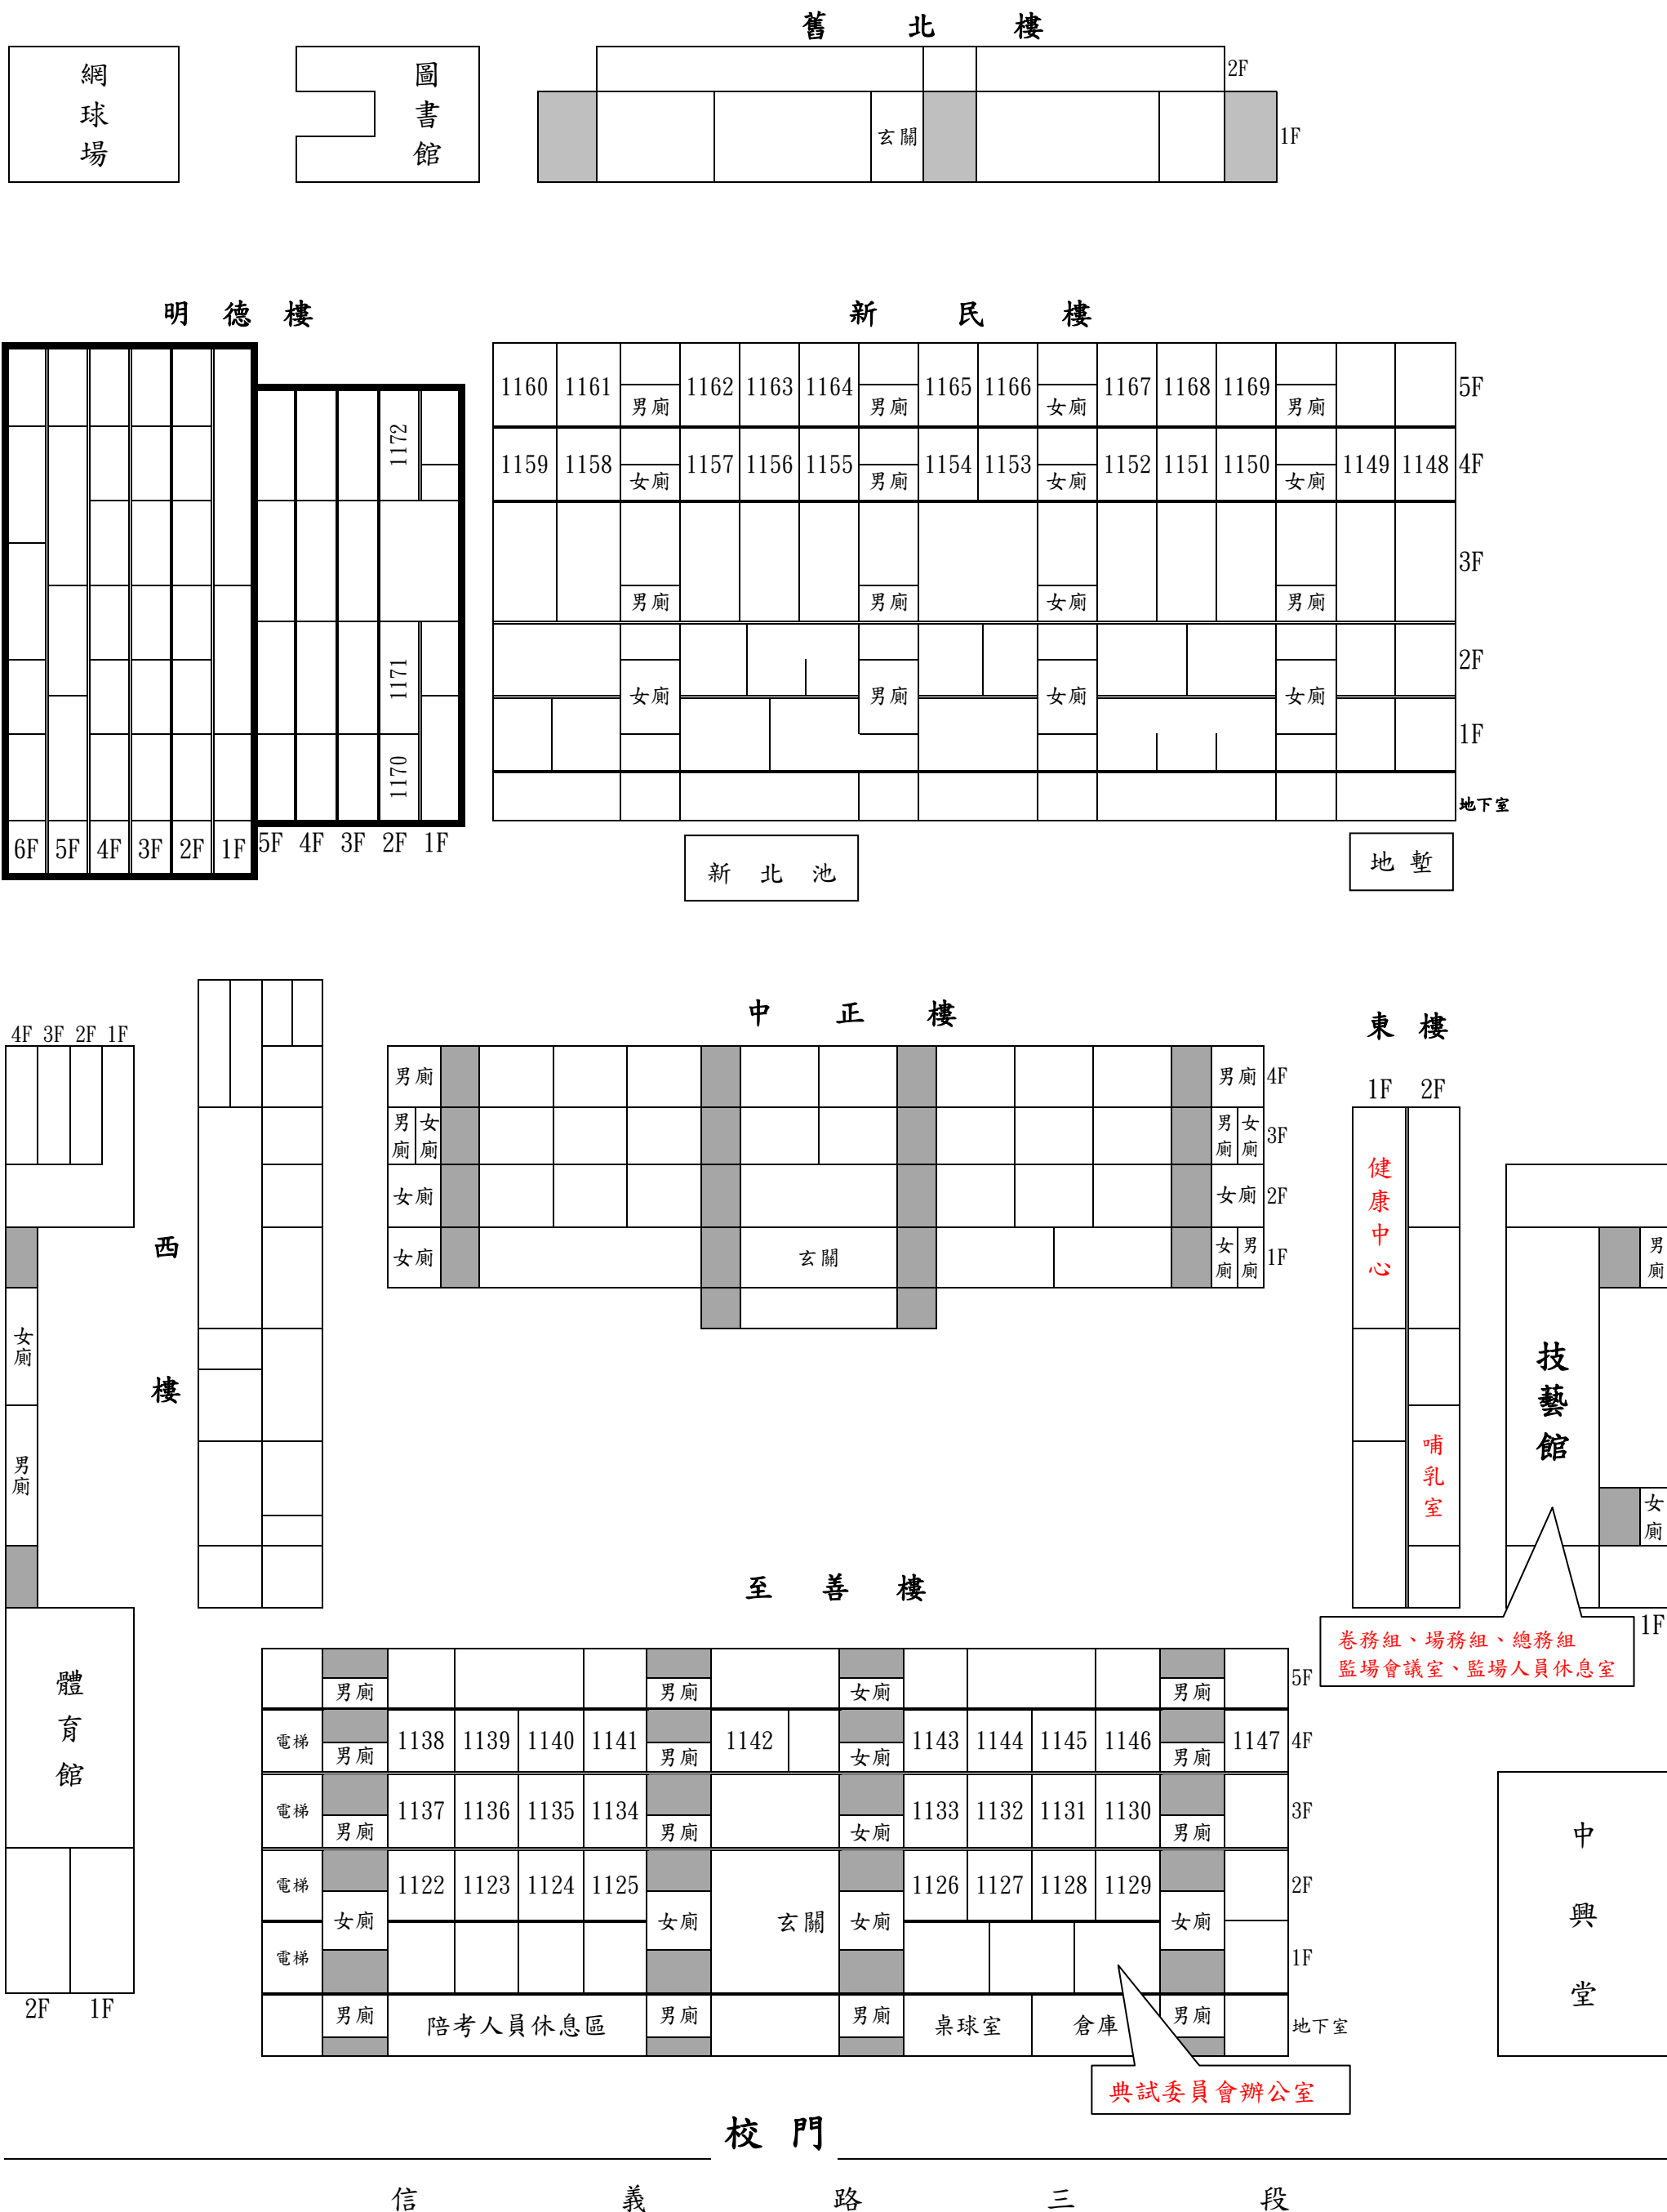 舊北樓
網球場
圖書館
2F
玄關
1F
明德樓
新民樓
1160 1161 男廁 1162 1163 1164 男廁 1165 1166 女廁 1167 1168 1169 男廁 5F
1159 1158 女廁 1157 1156 1155 男廁 1154 1153 女廁 1152 1151 1150 女廁 1149 1148 4F
男廁 男廁 女廁 男廁 3F
2F
女廁 男廁 女廁 女廁
1F
地下室
1172
1171
1170
6F 5F 4F 3F 2F 1F
5F 4F 3F 2F 1F
新北池
地塹
中正樓
男廁 男廁 4F
男廁 女廁 男廁 女廁 3F
女廁 女廁 2F
女廁 玄關 女廁 男廁 1F
東樓
1F 2F
健康中心
哺乳室
技藝館
男廁
女廁
1F
卷務組、場務組、總務組
監場會議室、監場人員休息室
4F 3F 2F 1F
女廁
男廁
西樓
體育館
2F 1F
至善樓
男廁 男廁 女廁 男廁 5F
電梯 男廁 1138 1139 1140 1141 男廁 1142 女廁 1143 1144 1145 1146 男廁 1147 4F
電梯 男廁 1137 1136 1135 1134 男廁 女廁 1133 1132 1131 1130 男廁 3F
電梯 1122 1123 1124 1125 1126 1127 1128 1129 2F
女廁 女廁 玄關 女廁 女廁
電梯 1F
男廁 陪考人員休息區 男廁 男廁 桌球室 倉庫 男廁 地下室
典試委員會辦公室
中興堂
校門
信義路三段